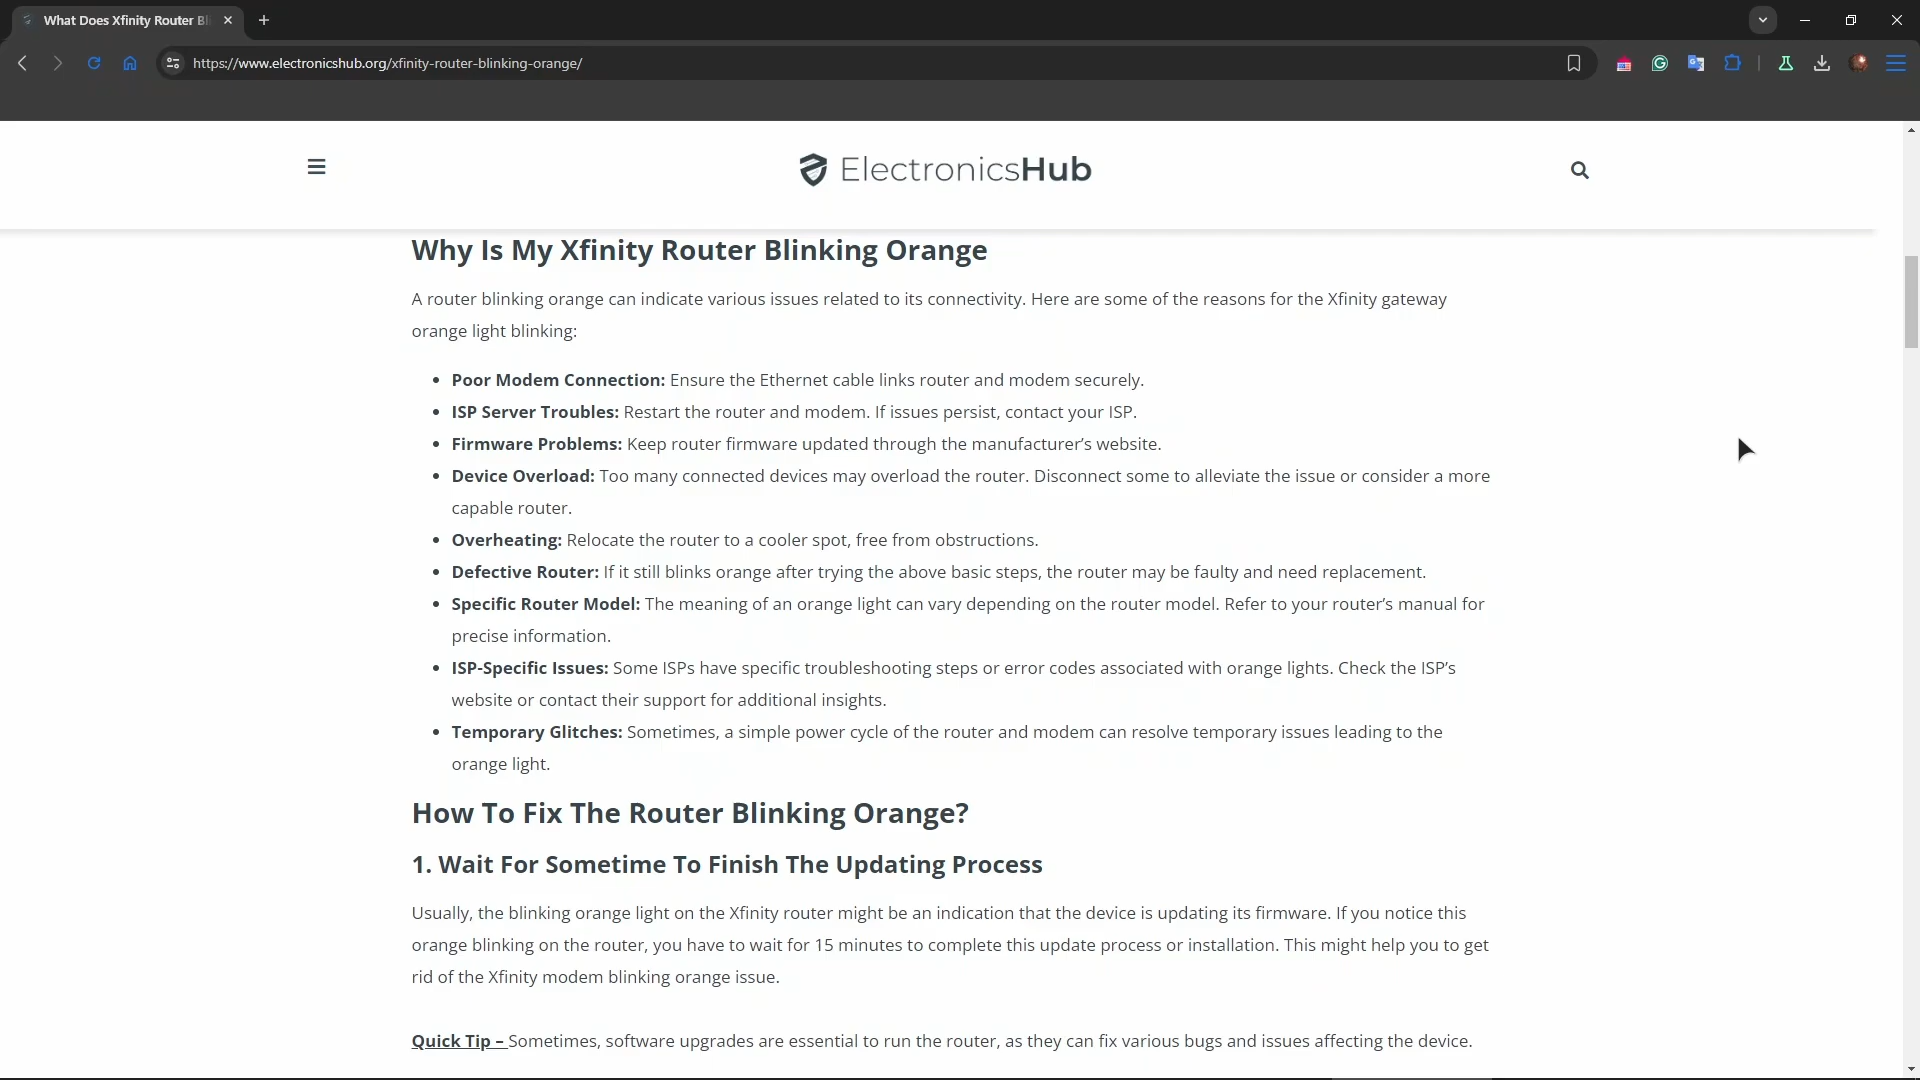 What Does Xfinity Router Bl
https://www.electronicshub.org/xfinity-router-blinking-orange/
ElectronicsHub
Why Is My Xfinity Router Blinking Orange
A router blinking orange can indicate various issues related to its connectivity. Here are some of the reasons for the Xfinity gateway
orange light blinking:
• Poor Modem Connection: Ensure the Ethernet cable links router and modem securely.
• ISP Server Troubles: Restart the router and modem. If issues persist, contact your ISP.
• Firmware Problems: Keep router firmware updated through the manufacturer’s website.
• Device Overload: Too many connected devices may overload the router. Disconnect some to alleviate the issue or consider a more
capable router.
• Overheating: Relocate the router to a cooler spot, free from obstructions.
• Defective Router: If it still blinks orange after trying the above basic steps, the router may be faulty and need replacement.
• Specific Router Model: The meaning of an orange light can vary depending on the router model. Refer to your router’s manual for
precise information.
• ISP-Specific Issues: Some ISPs have specific troubleshooting steps or error codes associated with orange lights. Check the ISP’s
website or contact their support for additional insights.
• Temporary Glitches: Sometimes, a simple power cycle of the router and modem can resolve temporary issues leading to the
orange light.
How To Fix The Router Blinking Orange?
1. Wait For Sometime To Finish The Updating Process
Usually, the blinking orange light on the Xfinity router might be an indication that the device is updating its firmware. If you notice this
orange blinking on the router, you have to wait for 15 minutes to complete this update process or installation. This might help you to get
rid of the Xfinity modem blinking orange issue.
Quick Tip – Sometimes, software upgrades are essential to run the router, as they can fix various bugs and issues affecting the device.